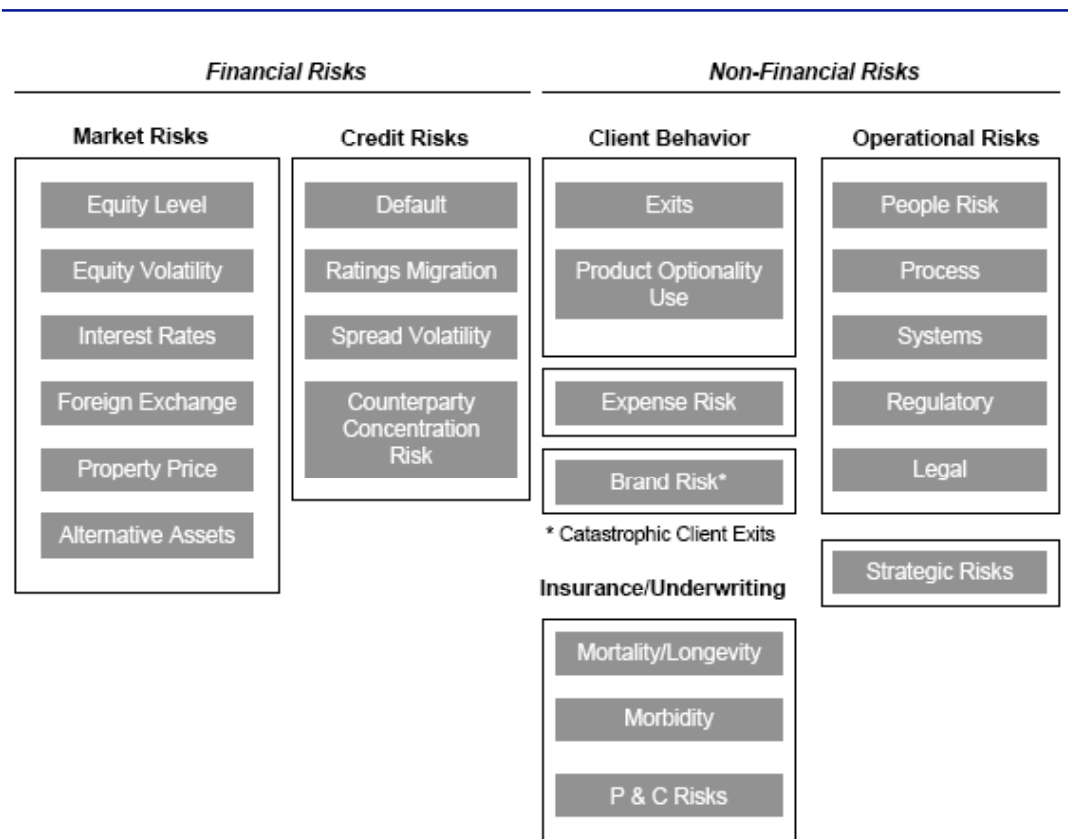 Financial Risks
Non-Financial Risks
Market Risks
Equity Level
Equity Volatility
Interest Rates
Foreign Exchange
Property Price
Alternative Assets
Credit Risks
Default
Ratings Migration
Spread Volatility
Counterparty
Concentration
Risk
Client Behavior
Exits
Product Optionality
Use
Expense Risk
Brand Risk*
* Catastrophic Client Exits
Insurance/Underwriting
Mortality/Longevity
Morbidity
P & C Risks
Operational Risks
People Risk
Process
Systems
Regulatory
Legal
Strategic Risks